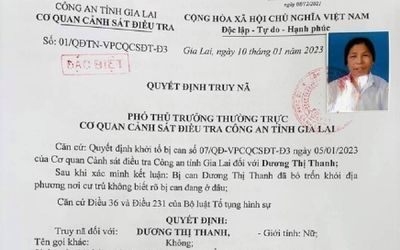 CÔNG AN TỈNH GIA LAI
CƠ QUAN CẢNH SÁT ĐIỀU TRA
Số: 01/QĐTN-VPCQCSĐT-Đ3
ĐẶC BIỆT
ngày 08/12/2021
CỘNG HÒA XÃ HỘI CHỦ NGHĨA VIỆT NAM
Độc lập - Tự do - Hạnh phúc
Gia Lai, ngày 10 tháng 01 năm 2023
QUYẾT ĐỊNH TRUY NÃ
PHÓ THỦ TRƯỞNG THƯỜNG TRỰC
CƠ QUAN CẢNH SÁT ĐIỀU TRA CÔNG AN TỈNH GIA LAI
Căn cứ: Quyết định khởi tố bị can số 07/QĐ-VPCQCSĐT-Đ3 ngày 05/01/2023
của Cơ quan Cảnh sát điều tra Công an tỉnh Gia Lai đối với Dương Thị Thanh;
Sau khi xác minh kết luận: Bị can Dương Thị Thanh đã bỏ trốn khỏi địa
phương nơi cư trú không biết rõ bị can đang ở đâu;
Căn cứ Điều 36 và Điều 231 của Bộ luật Tố tụng hình sự
QUYẾT ĐỊNH:
Truy nã đối với: DƯƠNG THỊ THANH, - Giới tính: Nữ;
Tên gọi khác: Không;